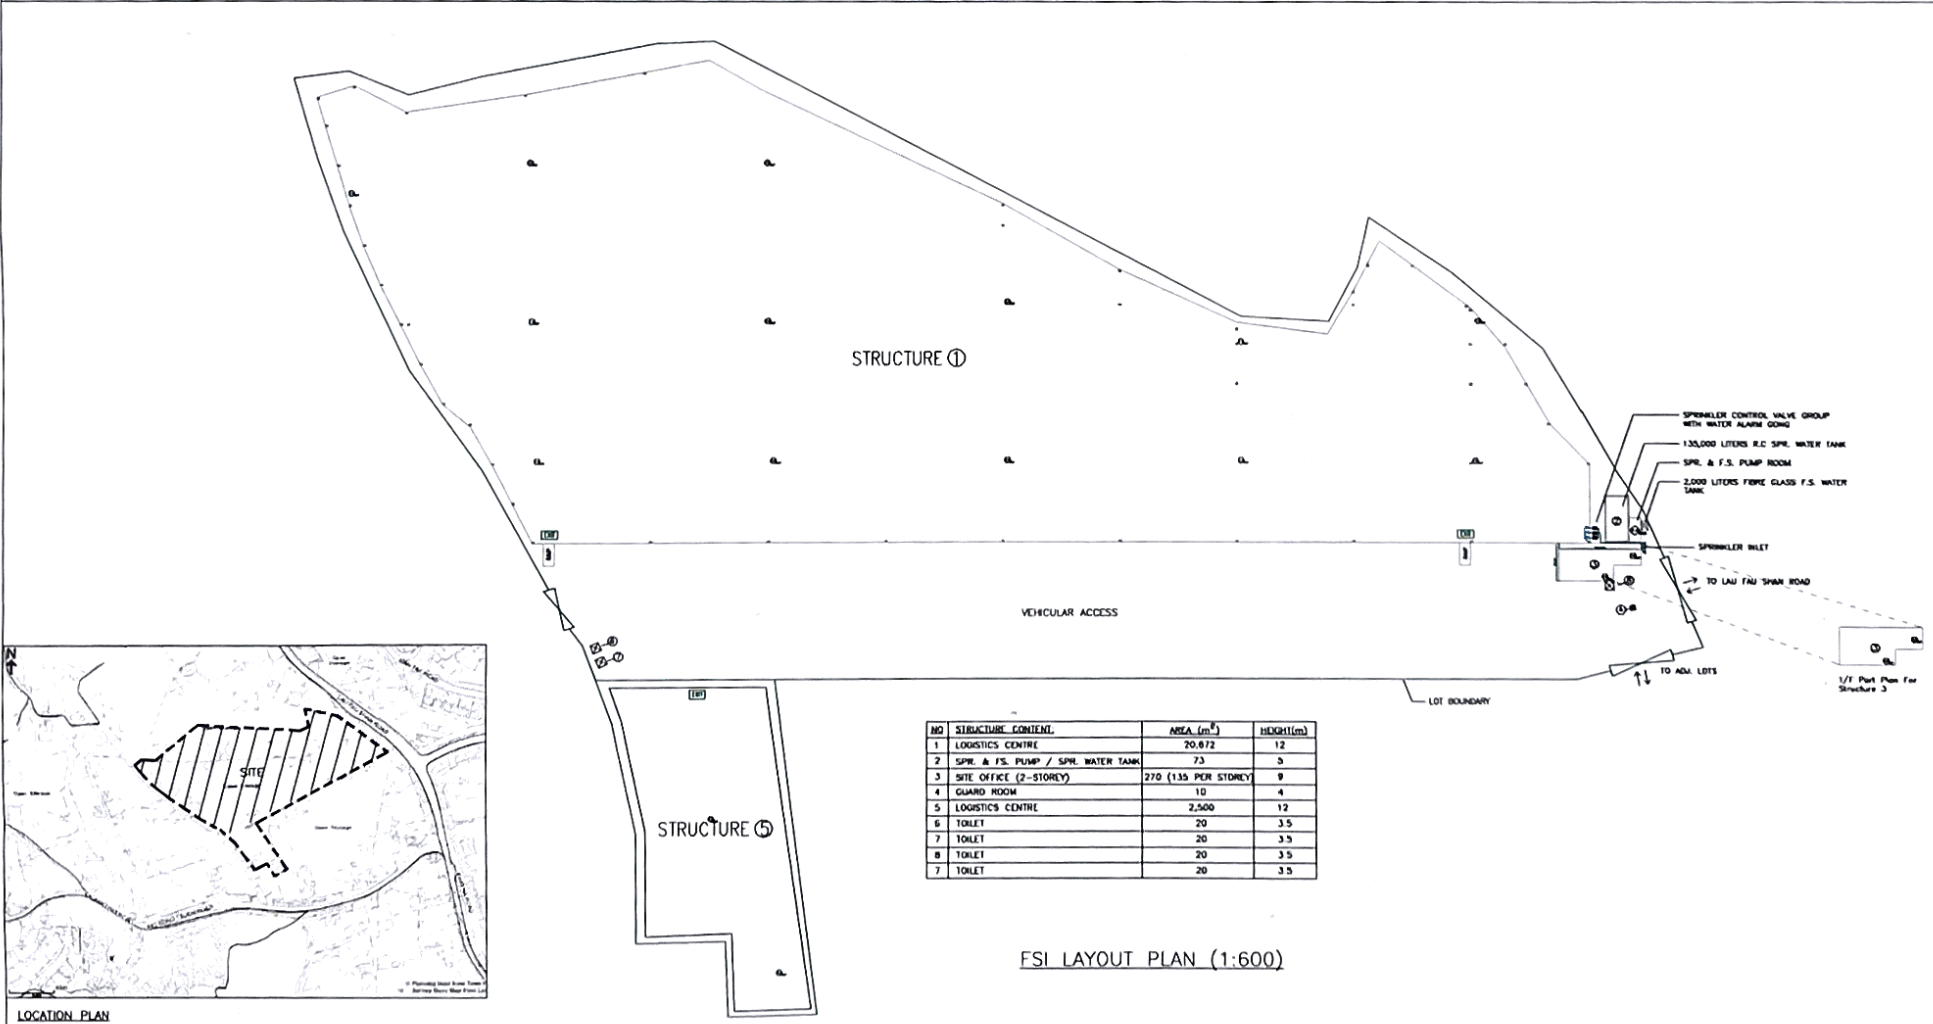 STRUCTURE ①
SPRINKLER CONTROL VALVE GROUP
WITH WATER ALARM GONG
135,000 LITERS R.C SPR. WATER TANK
SPR. & F.S. PUMP ROOM
2,000 LITERS FIBRE GLASS F.S. WATER
TANK
EXIT
EXIT
SPRINKLER INLET
TO LAU FAU SHAN ROAD
VEHICULAR ACCESS
TO ADJ. LOTS
1/F Part Plan For
Structure 3
LOT BOUNDARY
EXIT
STRUCTURE ⑤
NO STRUCTURE CONTENT. AREA (m²) HEIGHT(m)
1 LOGISTICS CENTRE 20,672 12
2 SPR. & FS. PUMP / SPR. WATER TANK 73 5
3 SITE OFFICE (2-STOREY) 270 (135 PER STOREY) 9
4 GUARD ROOM 10 4
5 LOGISTICS CENTRE 2,500 12
6 TOILET 20 3.5
7 TOILET 20 3.5
8 TOILET 20 3.5
7 TOILET 20 3.5
FSI LAYOUT PLAN (1:600)
N
SITE
LOCATION PLAN